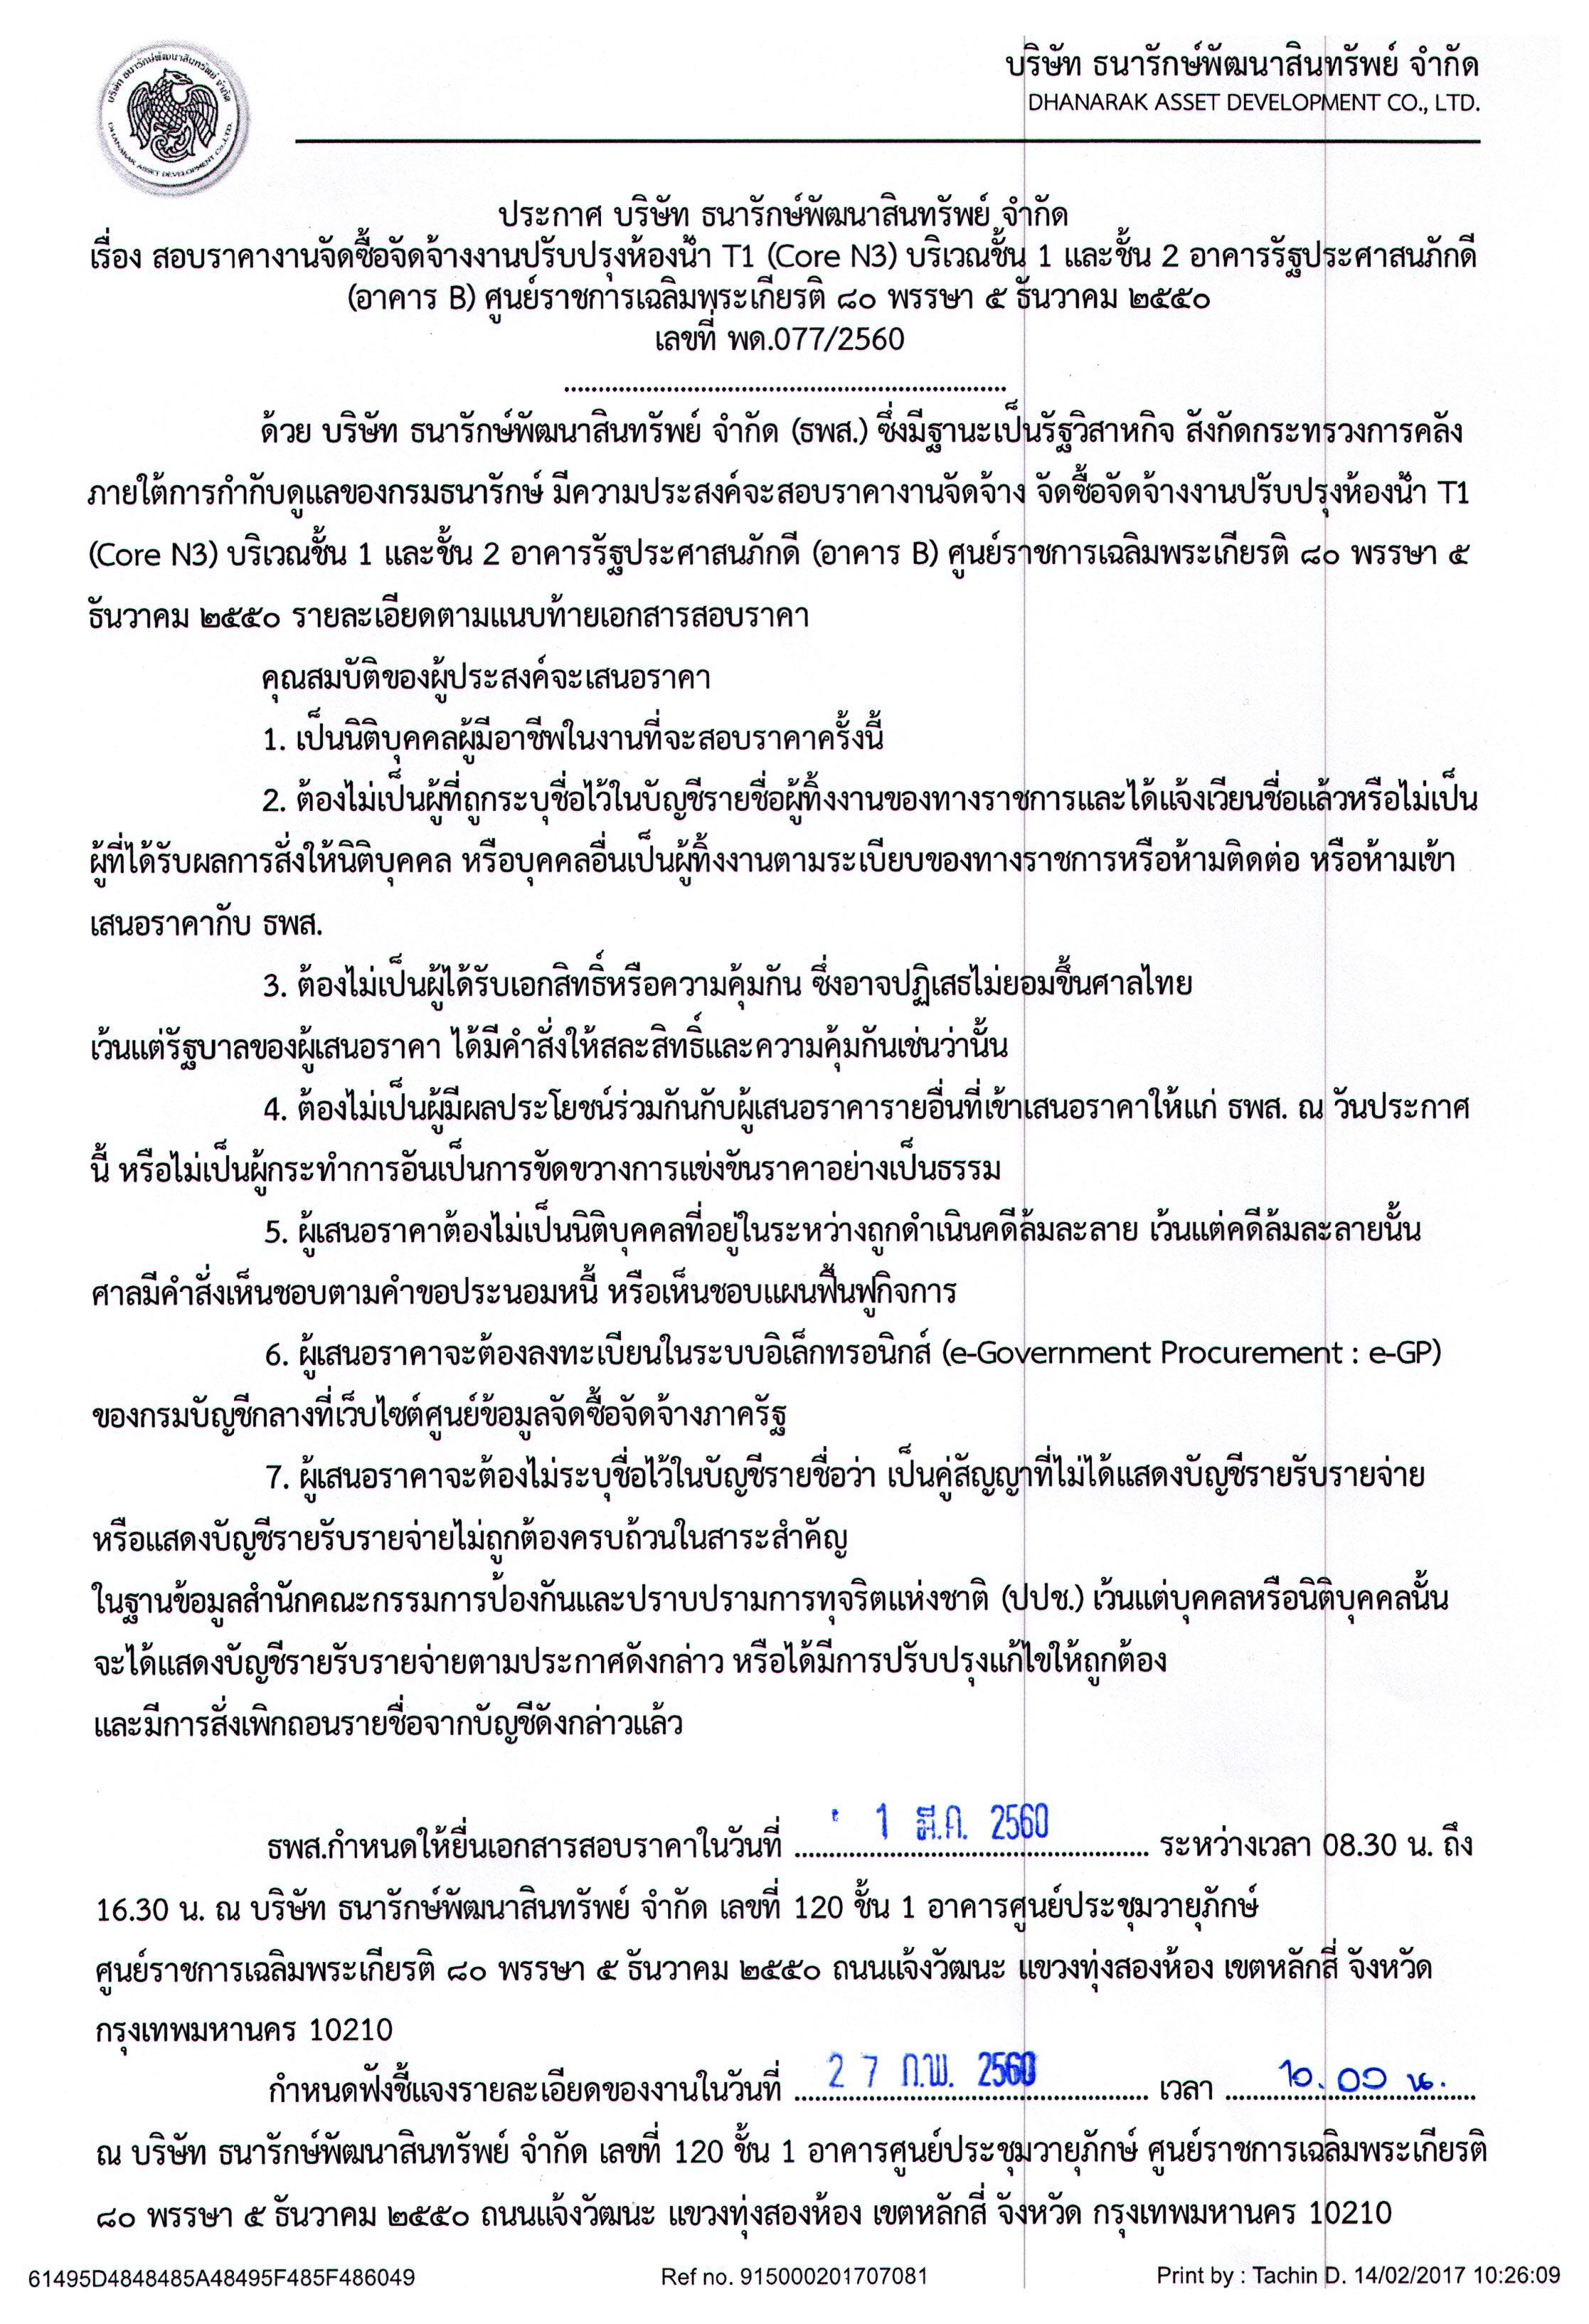 บริษัท ธนารักษ์พัฒนาสินทรัพย์ จำกัด
DHANARAK ASSET DEVELOPMENT CO., LTD.
บริษัท ธนารักษ์พัฒนาสินทรัพย์ จำกัด
DHANARAK ASSET DEVELOPMENT CO.,LTD.
ประกาศ บริษัท ธนารักษ์พัฒนาสินทรัพย์ จำกัด
เรื่อง สอบราคางานจัดซื้อจัดจ้างงานปรับปรุงห้องน้ำ T1 (Core N3) บริเวณชั้น 1 และชั้น 2 อาคารรัฐประศาสนภักดี
(อาคาร B) ศูนย์ราชการเฉลิมพระเกียรติ ๘๐ พรรษา ๕ ธันวาคม ๒๕๕๐
เลขที่ พด.077/2560
................................................................
ด้วย บริษัท ธนารักษ์พัฒนาสินทรัพย์ จำกัด (ธพส.) ซึ่งมีฐานะเป็นรัฐวิสาหกิจ สังกัดกระทรวงการคลัง
ภายใต้การกำกับดูแลของกรมธนารักษ์ มีความประสงค์จะสอบราคางานจัดจ้าง จัดซื้อจัดจ้างงานปรับปรุงห้องน้ำ T1
(Core N3) บริเวณชั้น 1 และชั้น 2 อาคารรัฐประศาสนภักดี (อาคาร B) ศูนย์ราชการเฉลิมพระเกียรติ ๘๐ พรรษา ๕
ธันวาคม ๒๕๕๐ รายละเอียดตามแนบท้ายเอกสารสอบราคา
คุณสมบัติของผู้ประสงค์จะเสนอราคา
1. เป็นนิติบุคคลผู้มีอาชีพในงานที่จะสอบราคาครั้งนี้
2. ต้องไม่เป็นผู้ที่ถูกระบุชื่อไว้ในบัญชีรายชื่อผู้ทิ้งงานของทางราชการและได้แจ้งเวียนชื่อแล้วหรือไม่เป็น
ผู้ที่ได้รับผลการสั่งให้นิติบุคคล หรือบุคคลอื่นเป็นผู้ทิ้งงานตามระเบียบของทางราชการหรือห้ามติดต่อ หรือห้ามเข้า
เสนอราคากับ ธพส.
3. ต้องไม่เป็นผู้ได้รับเอกสิทธิ์หรือความคุ้มกัน ซึ่งอาจปฏิเสธไม่ยอมขึ้นศาลไทย
เว้นแต่รัฐบาลของผู้เสนอราคา ได้มีคำสั่งให้สละสิทธิ์และความคุ้มกันเช่นว่านั้น
4. ต้องไม่เป็นผู้มีผลประโยชน์ร่วมกันกับผู้เสนอราคารายอื่นที่เข้าเสนอราคาให้แก่ ธพส. ณ วันประกาศ
นี้ หรือไม่เป็นผู้กระทำการอันเป็นการขัดขวางการแข่งขันราคาอย่างเป็นธรรม
5. ผู้เสนอราคาต้องไม่เป็นนิติบุคคลที่อยู่ในระหว่างถูกดำเนินคดีล้มละลาย เว้นแต่คดีล้มละลายนั้น
ศาลมีคำสั่งเห็นชอบตามคำขอประนอมหนี้ หรือเห็นชอบแผนฟื้นฟูกิจการ
6. ผู้เสนอราคาจะต้องลงทะเบียนในระบบอิเล็กทรอนิกส์ (e-Government Procurement : e-GP)
ของกรมบัญชีกลางที่เว็บไซต์ศูนย์ข้อมูลจัดซื้อจัดจ้างภาครัฐ
7. ผู้เสนอราคาจะต้องไม่ระบุชื่อไว้ในบัญชีรายชื่อว่า เป็นคู่สัญญาที่ไม่ได้แสดงบัญชีรายรับรายจ่าย
หรือแสดงบัญชีรายรับรายจ่ายไม่ถูกต้องครบถ้วนในสาระสำคัญ
ในฐานข้อมูลสำนักคณะกรรมการป้องกันและปราบปรามการทุจริตแห่งชาติ (ปปช.) เว้นแต่บุคคลหรือนิติบุคคลนั้น
จะได้แสดงบัญชีรายรับรายจ่ายตามประกาศดังกล่าว หรือได้มีการปรับปรุงแก้ไขให้ถูกต้อง
และมีการสั่งเพิกถอนรายชื่อจากบัญชีดังกล่าวแล้ว
ธพส.กำหนดให้ยื่นเอกสารสอบราคาในวันที่ 1 มี.ค. 2560 ระหว่างเวลา 08.30 น. ถึง
16.30 น. ณ บริษัท ธนารักษ์พัฒนาสินทรัพย์ จำกัด เลขที่ 120 ชั้น 1 อาคารศูนย์ประชุมวายุภักษ์
ศูนย์ราชการเฉลิมพระเกียรติ ๘๐ พรรษา ๕ ธันวาคม ๒๕๕๐ ถนนแจ้งวัฒนะ แขวงทุ่งสองห้อง เขตหลักสี่ จังหวัด
กรุงเทพมหานคร 10210
กำหนดฟังชี้แจงรายละเอียดของงานในวันที่ 27 ก.พ. 2560 เวลา 10.00 น.
ณ บริษัท ธนารักษ์พัฒนาสินทรัพย์ จำกัด เลขที่ 120 ชั้น 1 อาคารศูนย์ประชุมวายุภักษ์ ศูนย์ราชการเฉลิมพระเกียรติ
๘๐ พรรษา ๕ ธันวาคม ๒๕๕๐ ถนนแจ้งวัฒนะ แขวงทุ่งสองห้อง เขตหลักสี่ จังหวัด กรุงเทพมหานคร 10210
61495D4848485A48495F485F486049 Ref no. 915000201707081 Print by : Tachin D. 14/02/2017 10:26:09